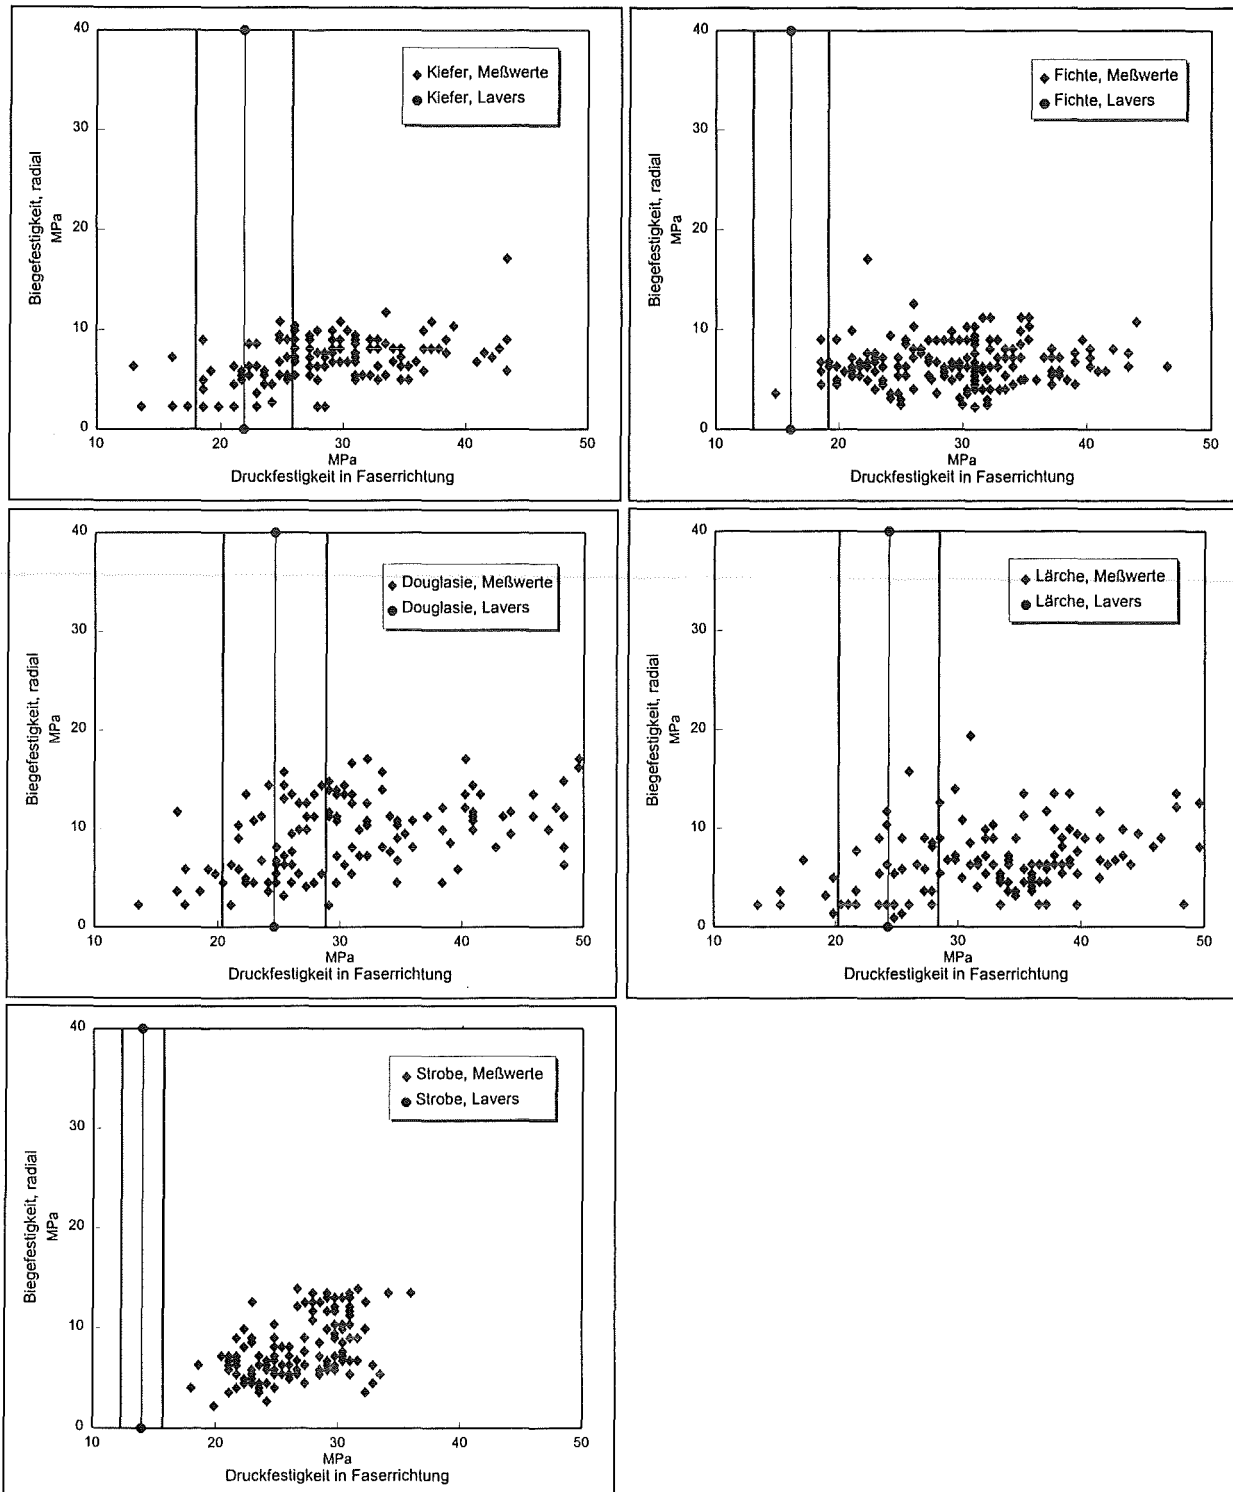 40
30
20
10
0
Biegefestigkeit, radial
MPa
Kiefer, Meßwerte
Kiefer, Lavers
10
20
30
40
50
MPa
Druckfestigkeit in Faserrichtung
40
30
20
10
0
Biegefestigkeit, radial
MPa
Fichte, Meßwerte
Fichte, Lavers
10
20
30
40
50
MPa
Druckfestigkeit in Faserrichtung
40
30
20
10
0
Biegefestigkeit, radial
MPa
Douglasie, Meßwerte
Douglasie, Lavers
10
20
30
40
50
MPa
Druckfestigkeit in Faserrichtung
40
30
20
10
0
Biegefestigkeit, radial
MPa
Lärche, Meßwerte
Lärche, Lavers
10
20
30
40
50
MPa
Druckfestigkeit in Faserrichtung
40
30
20
10
0
Biegefestigkeit, radial
MPa
Strobe, Meßwerte
Strobe, Lavers
10
20
30
40
50
MPa
Druckfestigkeit in Faserrichtung